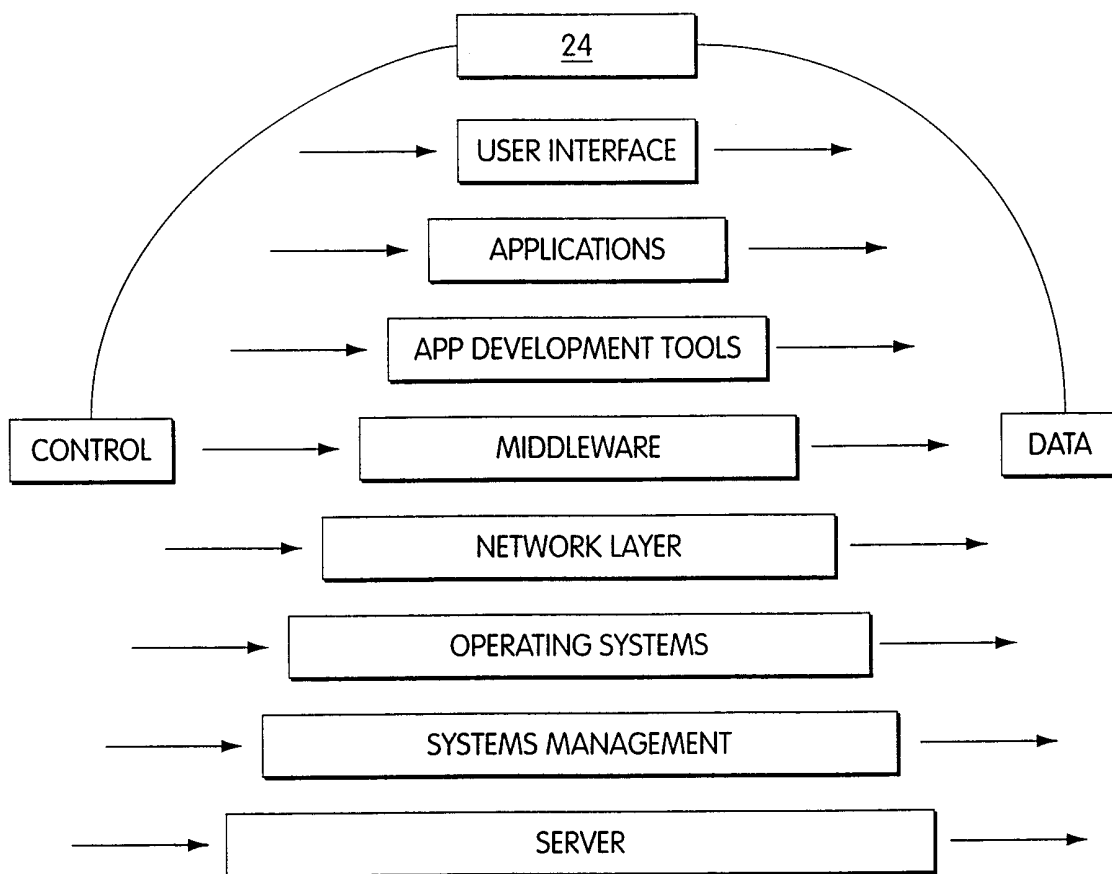 24
USER INTERFACE
APPLICATIONS
APP DEVELOPMENT TOOLS
CONTROL
MIDDLEWARE
DATA
NETWORK LAYER
OPERATING SYSTEMS
SYSTEMS MANAGEMENT
SERVER